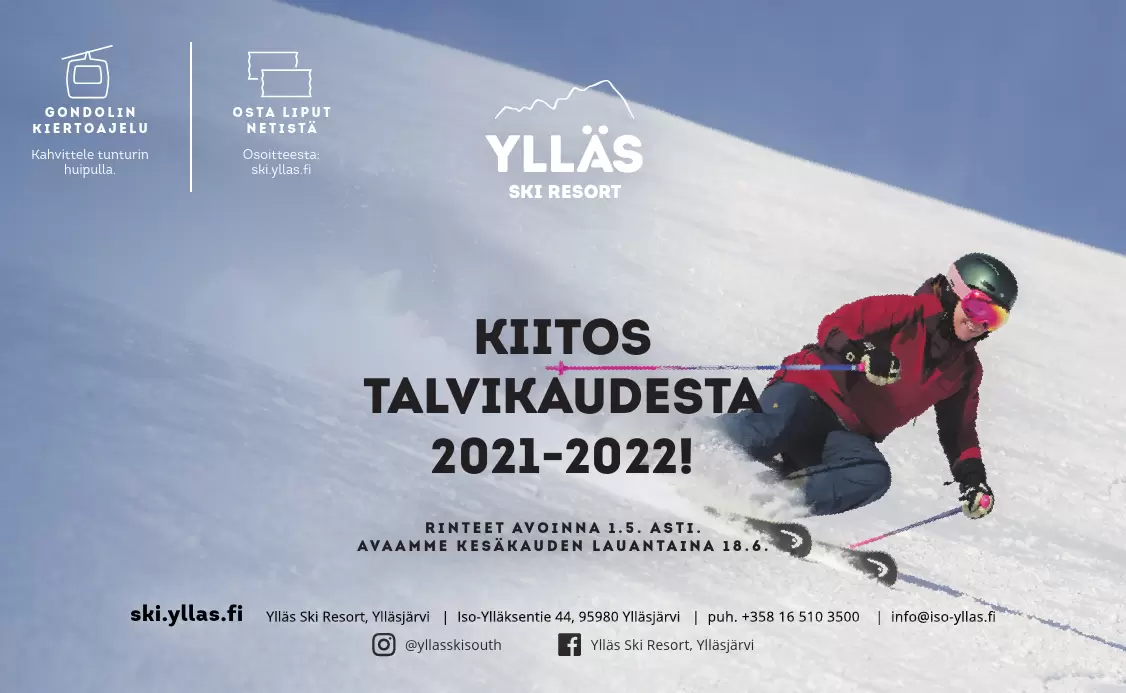 GONDOLIN
KIERTOAJELU
Kahvittele tunturin
huipulla.
OSTA LIPUT
NETISTÄ
Osoitteesta:
ski.yllas.fi
YLLÄS
SKI RESORT
KIITOS
TALVIKAUDESTA
2021-2022!
RINTEET AVOINNA 1.5. ASTI.
AVAAMME KESÄKAUDEN LAUANTAINA 18.6.
ski.yllas.fi Ylläs Ski Resort, Ylläsjärvi | Iso-Ylläksentie 44, 95980 Ylläsjärvi | puh. +358 16 510 3500 | info@iso-yllas.fi
@yllasskisouth Ylläs Ski Resort, Ylläsjärvi